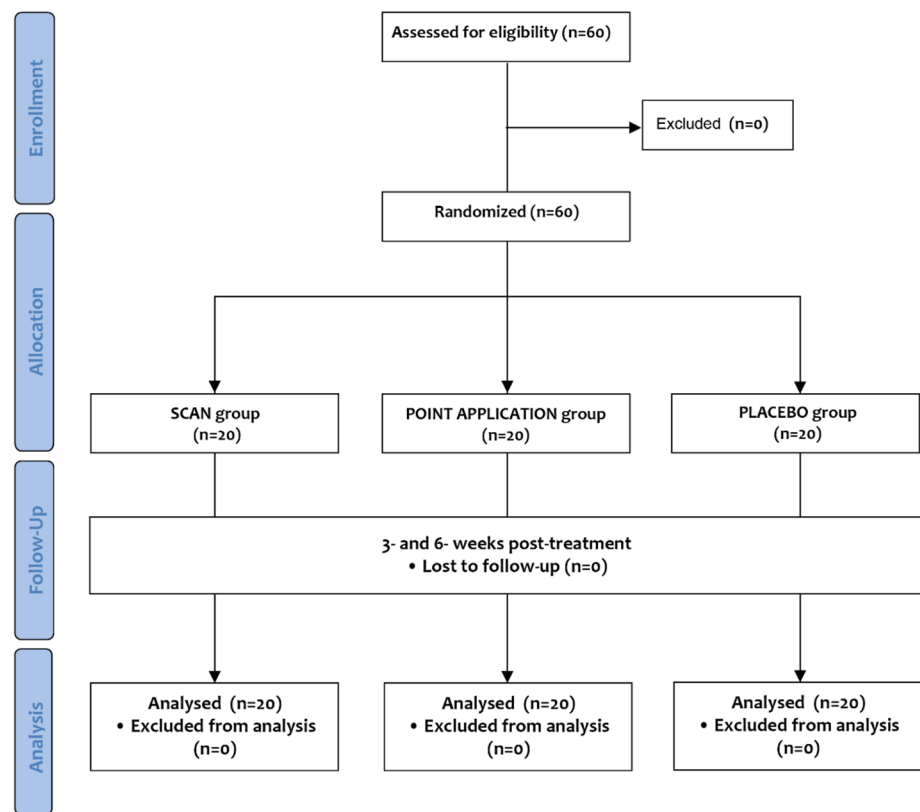 Enrollment
Assessed for eligibility (n=60)
Excluded (n=0)
Randomized (n=60)
Allocation
SCAN group
(n=20)
POINT APPLICATION group
(n=20)
PLACEBO group
(n=20)
Follow-Up
3- and 6- weeks post-treatment
• Lost to follow-up (n=0)
Analysis
Analysed (n=20)
• Excluded from analysis
(n=0)
Analysed (n=20)
• Excluded from analysis
(n=0)
Analysed (n=20)
• Excluded from analysis
(n=0)